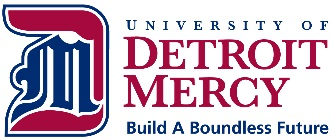 UNIVERSITY OF
DETROIT
MERCY
Build A Boundless Future